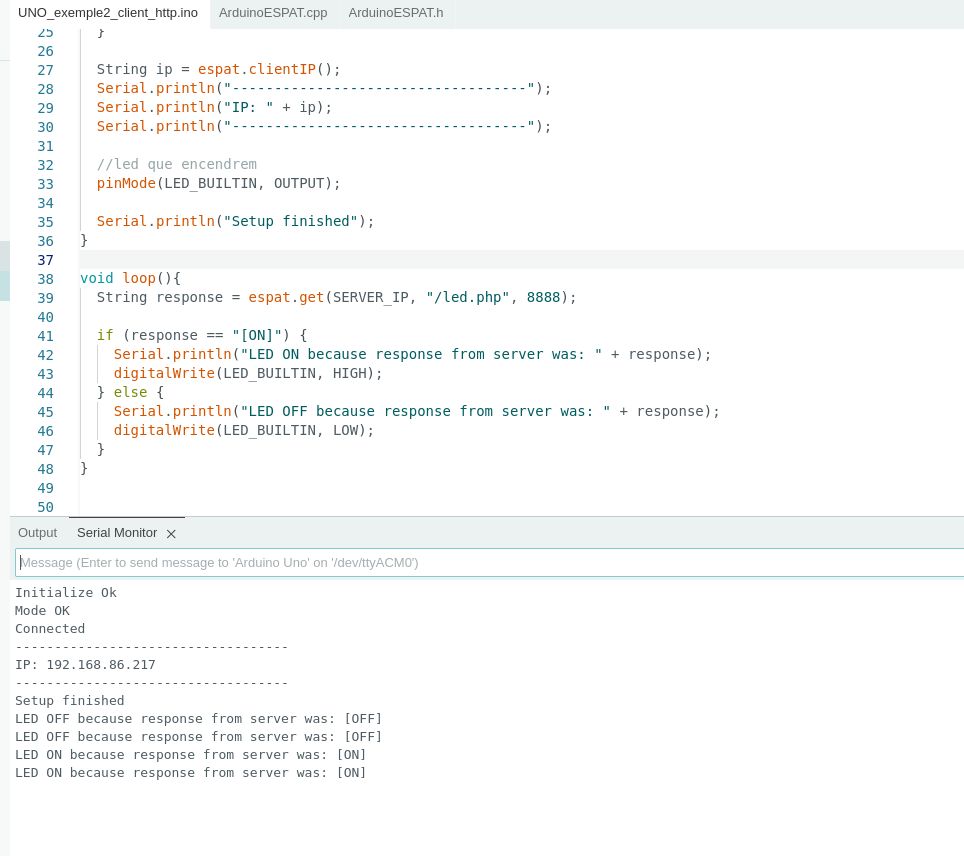 UNO_exemple2_client_http.ino ArduinoESPAT.cpp ArduinoESPAT.h
25 }
26
27 String ip = espat.clientIP();
28 Serial.println("-----------------------------------");
29 Serial.println("IP: " + ip);
30 Serial.println("-----------------------------------");
31
32 //led que encendrem
33 pinMode(LED_BUILTIN, OUTPUT);
34
35 Serial.println("Setup finished");
36 }
37
38 void loop(){
39 String response = espat.get(SERVER_IP, "/led.php", 8888);
40
41 if (response == "[ON]") {
42 Serial.println("LED ON because response from server was: " + response);
43 digitalWrite(LED_BUILTIN, HIGH);
44 } else {
45 Serial.println("LED OFF because response from server was: " + response);
46 digitalWrite(LED_BUILTIN, LOW);
47 }
48 }
49
50
Output Serial Monitor
Message (Enter to send message to 'Arduino Uno' on '/dev/ttyACM0')
Initialize Ok
Mode OK
Connected
-----------------------------------
IP: 192.168.86.217
-----------------------------------
Setup finished
LED OFF because response from server was: [OFF]
LED OFF because response from server was: [OFF]
LED ON because response from server was: [ON]
LED ON because response from server was: [ON]